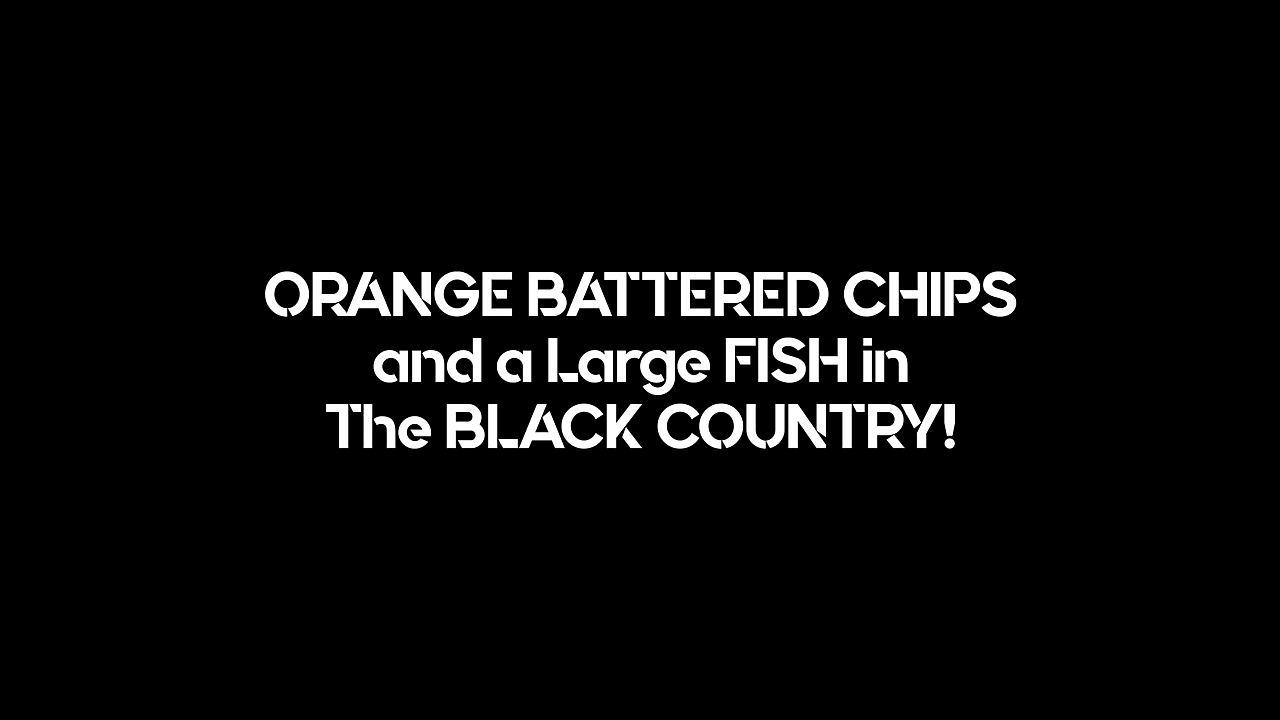 ORANGE BATTERED CHIPS
and a Large FISH in
The BLACK COUNTRY!